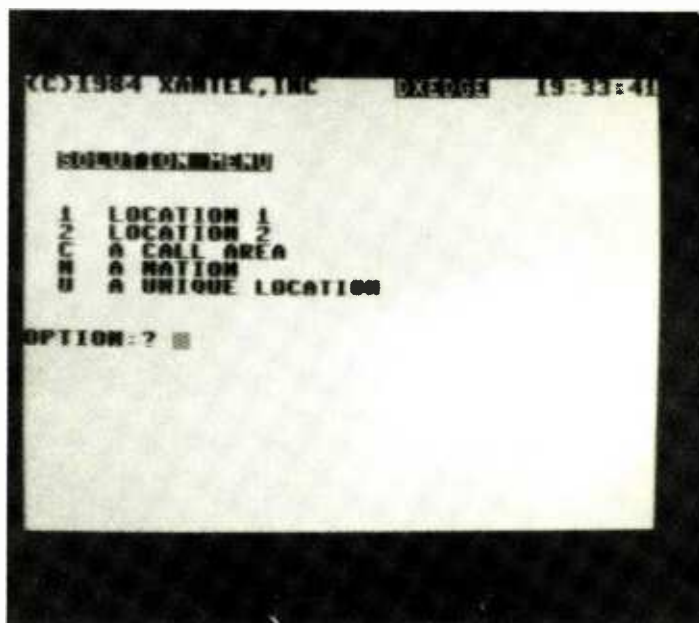 (C)1984 XANTEK,INC DXEDGE 19:33:41
SOLUTION MENU
1 LOCATION 1
2 LOCATION 2
C A CALL AREA
N A NATION
U A UNIQUE LOCATION
OPTION:?